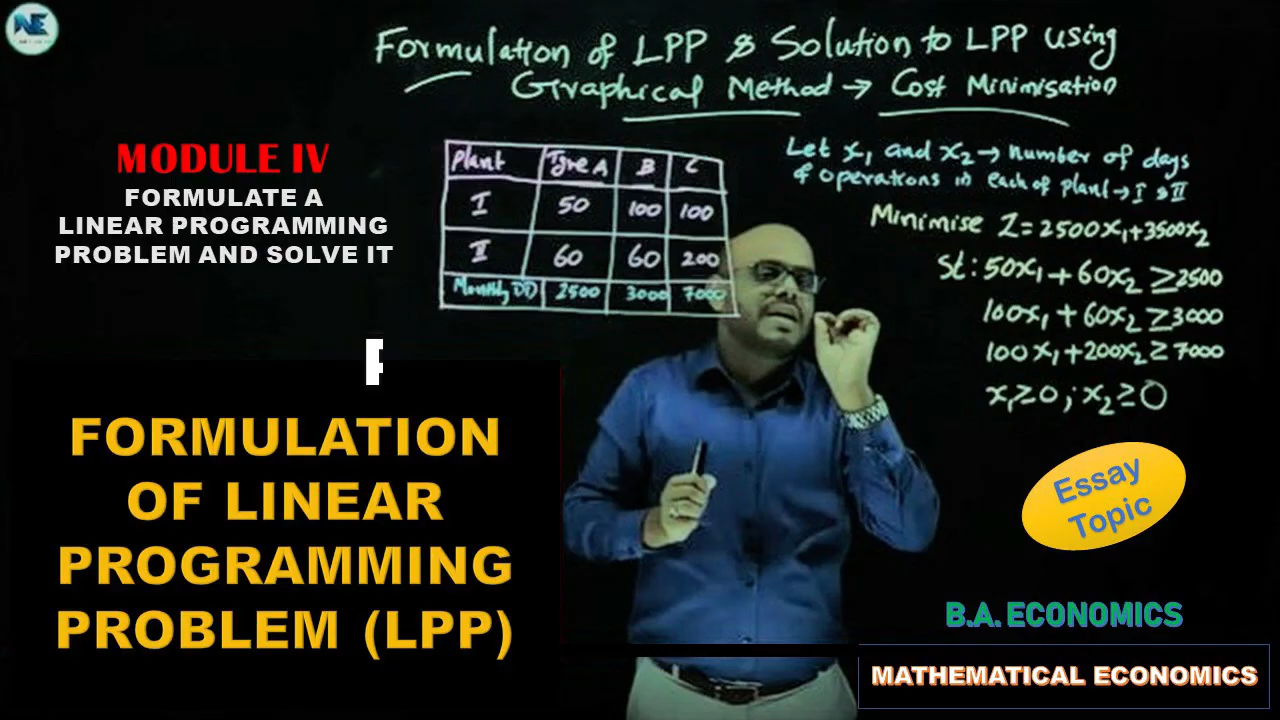 NE
Formulation of LPP & Solution to LPP using
Graphical Method → Cost Minimisation
MODULE IV
FORMULATE A
LINEAR PROGRAMMING
PROBLEM AND SOLVE IT
Plant Tyre A B C
I 50 100 100
II 60 60 200
Monthly DD 2500 3000 7000
Let x₁ and x₂ → number of days
of operations in each of plant → I & II
Minimise Z = 2500x₁ + 3500x₂
St: 50x₁ + 60x₂ ≥ 2500
100x₁ + 60x₂ ≥ 3000
100x₁ + 200x₂ ≥ 7000
x₁ ≥ 0 ; x₂ ≥ 0
FORMULATION
OF LINEAR
PROGRAMMING
PROBLEM (LPP)
Essay
Topic
B.A. ECONOMICS
MATHEMATICAL ECONOMICS